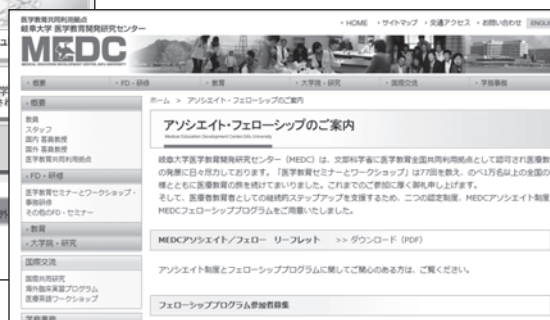 医学教育共同利用拠点
岐阜大学 医学教育開発研究センター
・HOME ・サイトマップ ・交通アクセス ・お問い合わせ ENGLI
MEDC
MEDICAL EDUCATION DEVELOPMENT CENTER, GIFU UNIVERSITY
・概要 ・FD・研修 ・教育 ・大学院・研究 ・国際交流 ・学務事務
・概要
教員
スタッフ
国内 客員教授
国外 客員教授
医学教育共同利用拠点
・FD・研修
医学教育セミナーとワークショップ・
事務研修
その他のFD・セミナー
・教育
・大学院・研究
国際交流
国際共同研究
海外臨床実習プログラム
医療英語ワークショップ
学務事務
ホーム > アソシエイト・フェローシップのご案内
アソシエイト・フェローシップのご案内
Medical Education Development Center, Gifu University
岐阜大学医学教育開発研究センター（MEDC）は、文部科学省に医学教育全国共同利用拠点として認可され医療教
の発展に日々尽力しております。「医学教育セミナーとワークショップ」は77回を数え、のべ1万名以上の全国の
様とともに医療教育の旅を続けてまいりました。これまでのご参加に厚く御礼申し上げます。
そして、医療者教育者としての継続的ステップアップを支援するため、二つの認定制度、MEDCアソシエイト制度
MEDCフェローシッププログラムをご用意いたしました。
MEDCアソシエイト/フェロー リーフレット >> ダウンロード（PDF）
アソシエイト制度とフェローシッププログラムに関してご関心のある方は、ご覧ください。
フェローシッププログラム参加者募集